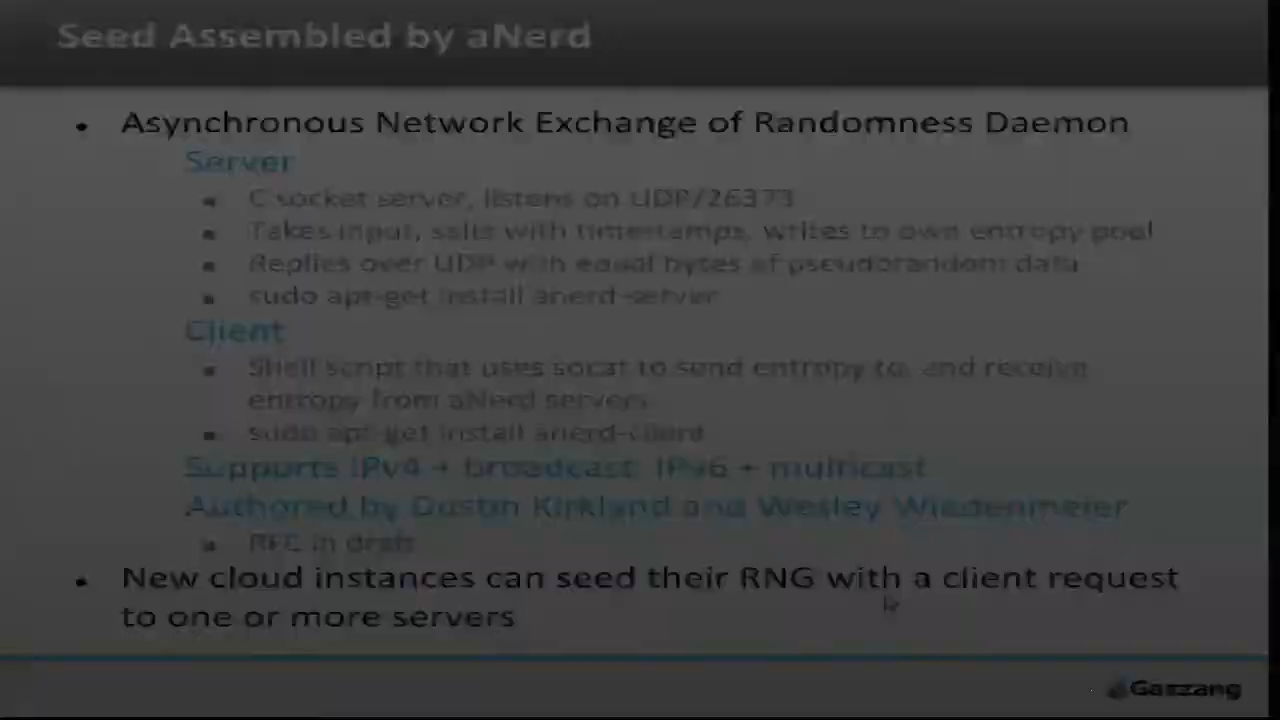 Seed Assembled by aNerd
• Asynchronous Network Exchange of Randomness Daemon
Server
▪ C socket server, listens on UDP/26373
▪ Takes input, salts with timestamps, writes to own entropy pool
▪ Replies over UDP with equal bytes of pseudorandom data
▪ sudo apt-get install anerd-server
Client
▪ Shell script that uses socat to send entropy to, and receive
entropy from aNerd servers
▪ sudo apt-get install anerd-client
Supports IPv4 + broadcast, IPv6 + multicast
Authored by Dustin Kirkland and Wesley Wiedenmeier
▪ RFC in draft
• New cloud instances can seed their RNG with a client request
to one or more servers
Gazzang